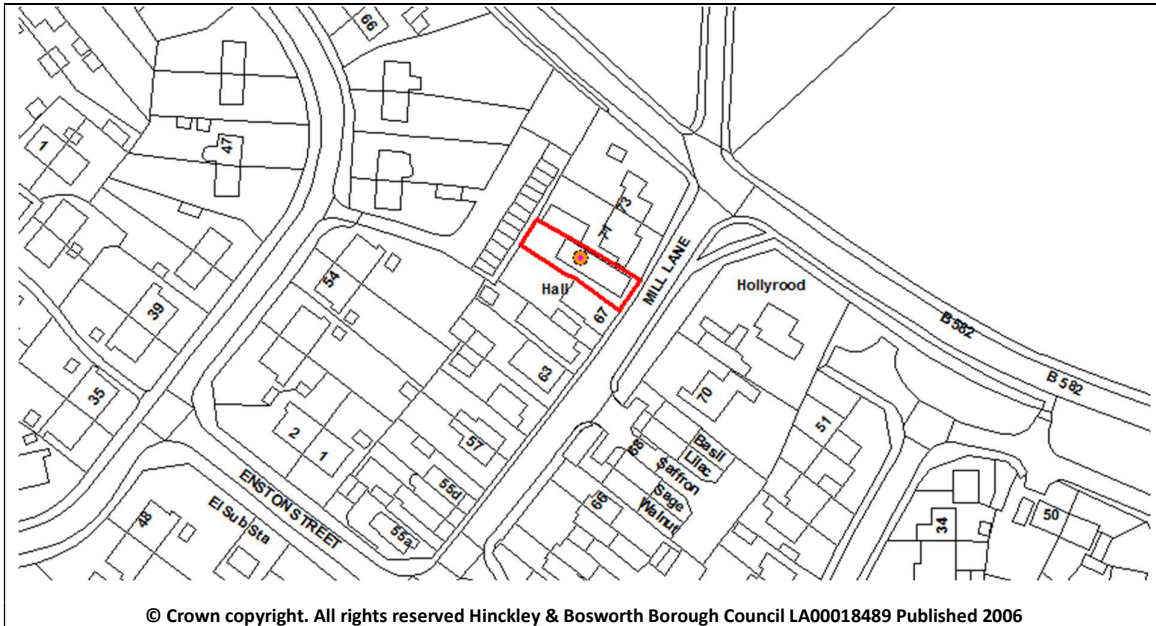 66
47
1
73
71
MILL LANE
Hall
Hollyrood
67
B 582
B 582
54
39
63
70
51
35
2
1
57
Basil
Lilac
68
Saffron
Sage
Walnut
55d
66
ENSTON STREET
El Sub Sta
48
55a
34
50
© Crown copyright. All rights reserved Hinckley & Bosworth Borough Council LA00018489 Published 2006